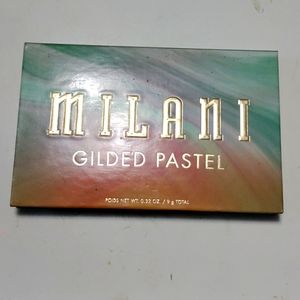 MILANI
GILDED PASTEL
POIDS NET WT. 0.32 OZ. / 9 g TOTAL